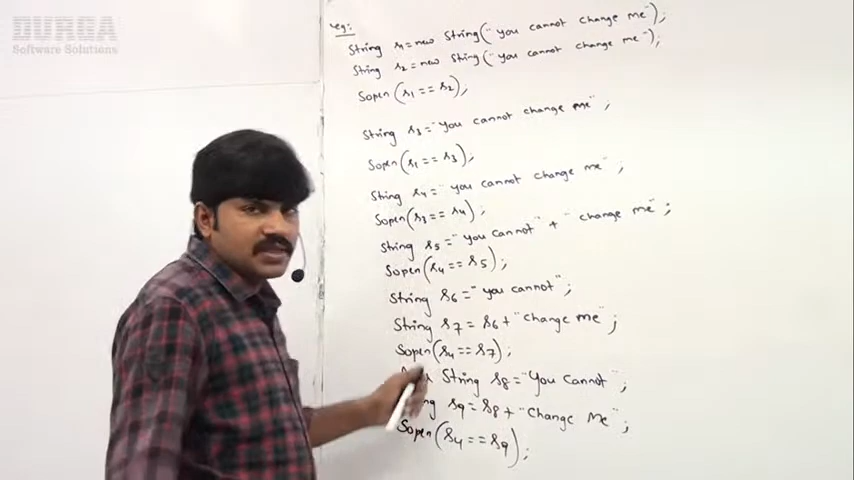 DURGA
Software Solutions
eg:
String s1=new String("you cannot change me");
String s2=new String("you cannot change me");
Sopln(s1==s2);
String s3="you cannot change me";
Sopln(s1==s3);
String s4="you cannot change me";
Sopln(s3==s4);
String s5="you cannot"+" change me";
Sopln(s4==s5);
String s6="you cannot";
String s7=s6+"Change me";
Sopln(s4==s7);
String s8="You Cannot";
s9=s8+"Change Me";
Sopln(s4==s9);